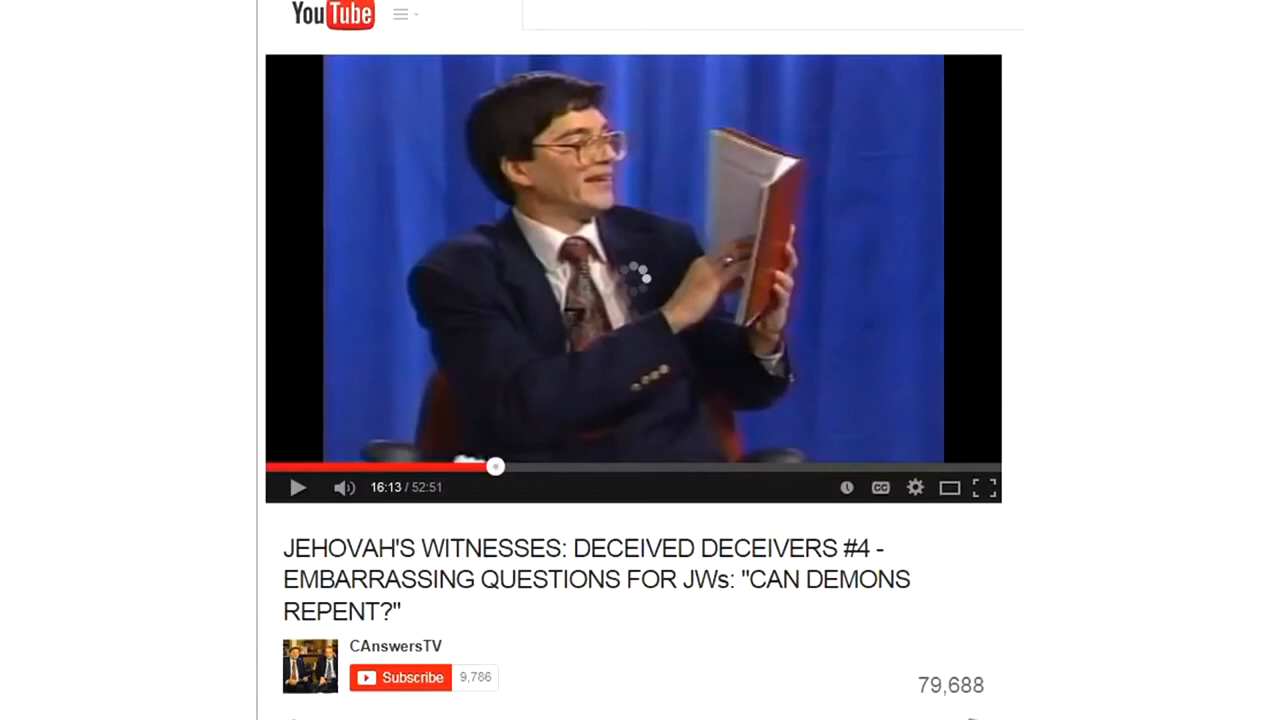 YouTube
16:13 / 52:51
CC
JEHOVAH'S WITNESSES: DECEIVED DECEIVERS #4 -
EMBARRASSING QUESTIONS FOR JWs: "CAN DEMONS
REPENT?"
CAnswersTV
Subscribe 9,786
79,688